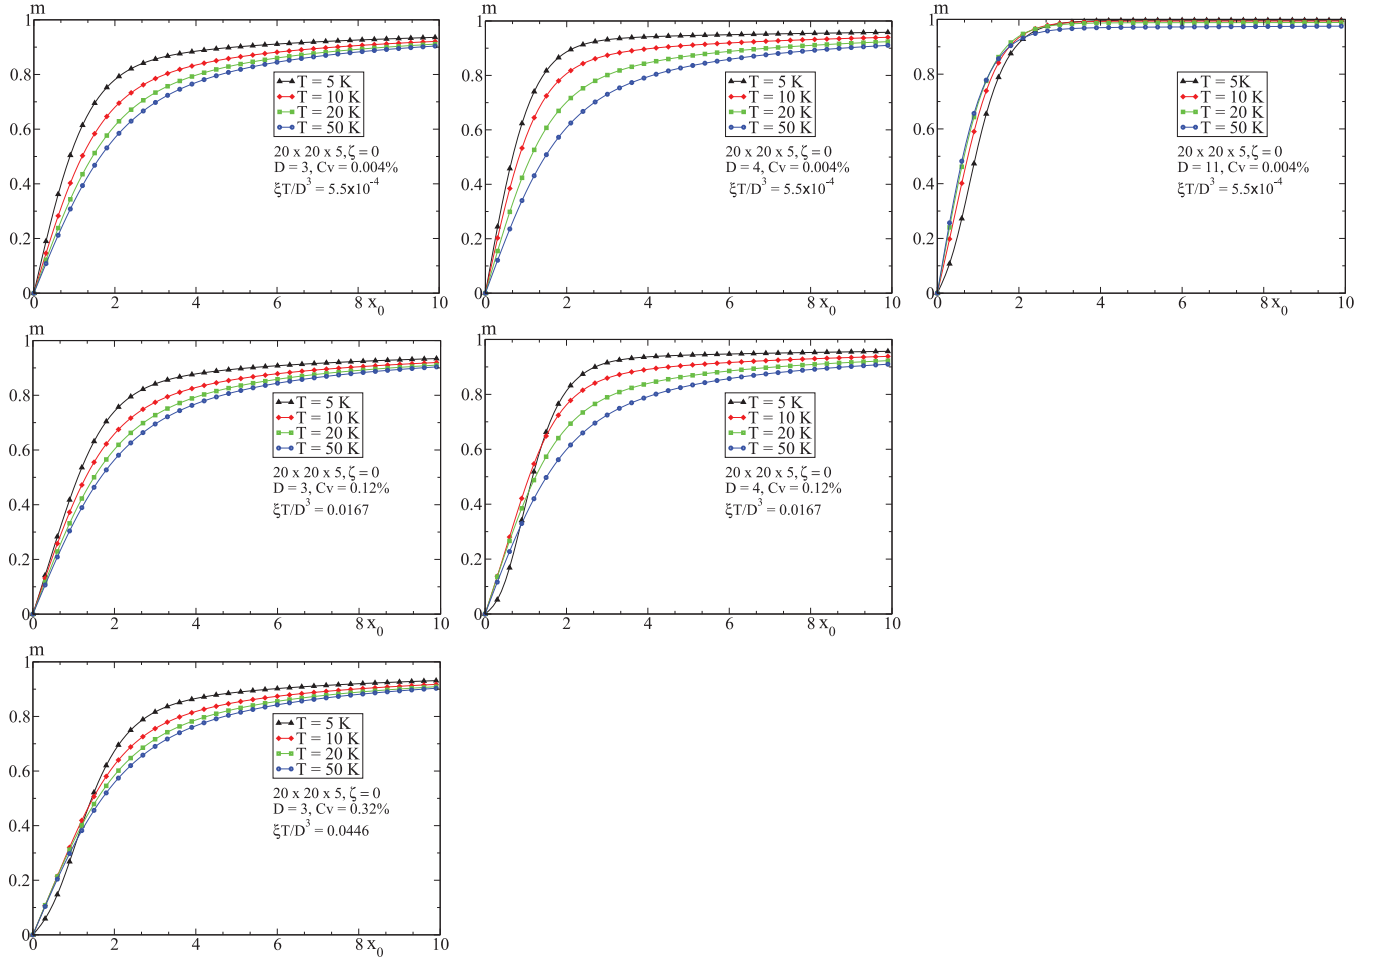 m
1
0.8
0.6
0.4
0.2
0
0 2 4 6 8 x0 10
T = 5 K
T = 10 K
T = 20 K
T = 50 K
20 x 20 x 5, ζ = 0
D = 3, Cv = 0.004%
ξT/D^3 = 5.5x10^-4
m
1
0.8
0.6
0.4
0.2
0
0 2 4 6 8 x0 10
T = 5 K
T = 10 K
T = 20 K
T = 50 K
20 x 20 x 5, ζ = 0
D = 4, Cv = 0.004%
ξT/D^3 = 5.5x10^-4
m
1
0.8
0.6
0.4
0.2
0
0 2 4 6 8 x0 10
T = 5K
T = 10 K
T = 20 K
T = 50 K
20 x 20 x 5, ζ = 0
D = 11, Cv = 0.004%
ξT/D^3 = 5.5x10^-4
m
1
0.8
0.6
0.4
0.2
0
0 2 4 6 8 x0 10
T = 5 K
T = 10 K
T = 20 K
T = 50 K
20 x 20 x 5, ζ = 0
D = 3, Cv = 0.12%
ξT/D^3 = 0.0167
m
1
0.8
0.6
0.4
0.2
0
0 2 4 6 8 x0 10
T = 5 K
T = 10 K
T = 20 K
T = 50 K
20 x 20 x 5, ζ = 0
D = 4, Cv = 0.12%
ξT/D^3 = 0.0167
m
1
0.8
0.6
0.4
0.2
0
0 2 4 6 8 x0 10
T = 5 K
T = 10 K
T = 20 K
T = 50 K
20 x 20 x 5, ζ = 0
D = 3, Cv = 0.32%
ξT/D^3 = 0.0446